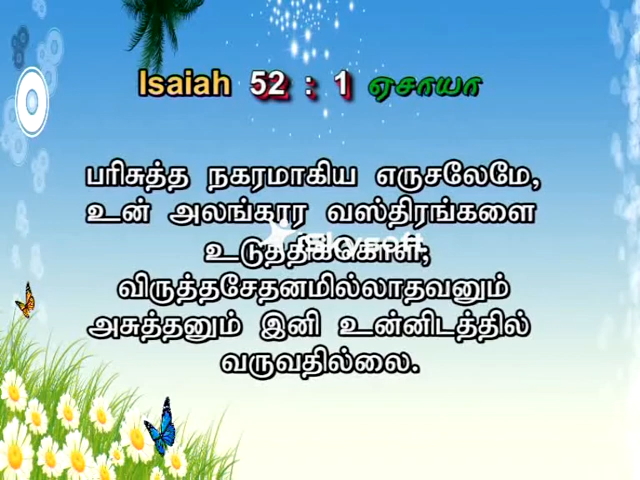 Isaiah 52 : 1 ஏசாயா
பரிசுத்த நகரமாகிய எருசலேமே,
உன் அலங்கார வஸ்திரங்களை
உடுத்திக்கொள்;
விருத்தசேதனமில்லாதவனும்
அசுத்தனும் இனி உன்னிடத்தில்
வருவதில்லை.